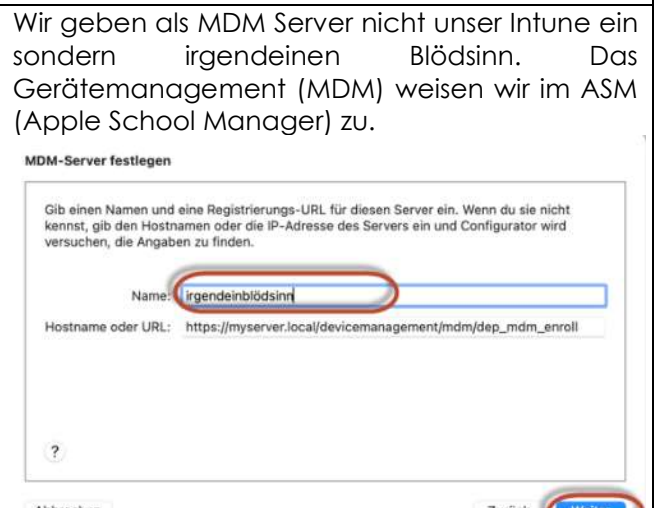 Wir geben als MDM Server nicht unser Intune ein
sondern irgendeinen Blödsinn. Das
Gerätemanagement (MDM) weisen wir im ASM
(Apple School Manager) zu.
MDM-Server festlegen
Gib einen Namen und eine Registrierungs-URL für diesen Server ein. Wenn du sie nicht
kennst, gib den Hostnamen oder die IP-Adresse des Servers ein und Configurator wird
versuchen, die Angaben zu finden.
Name: irgendeinblödsinn
Hostname oder URL: https://myserver.local/devicemanagement/mdm/dep_mdm_enroll
?